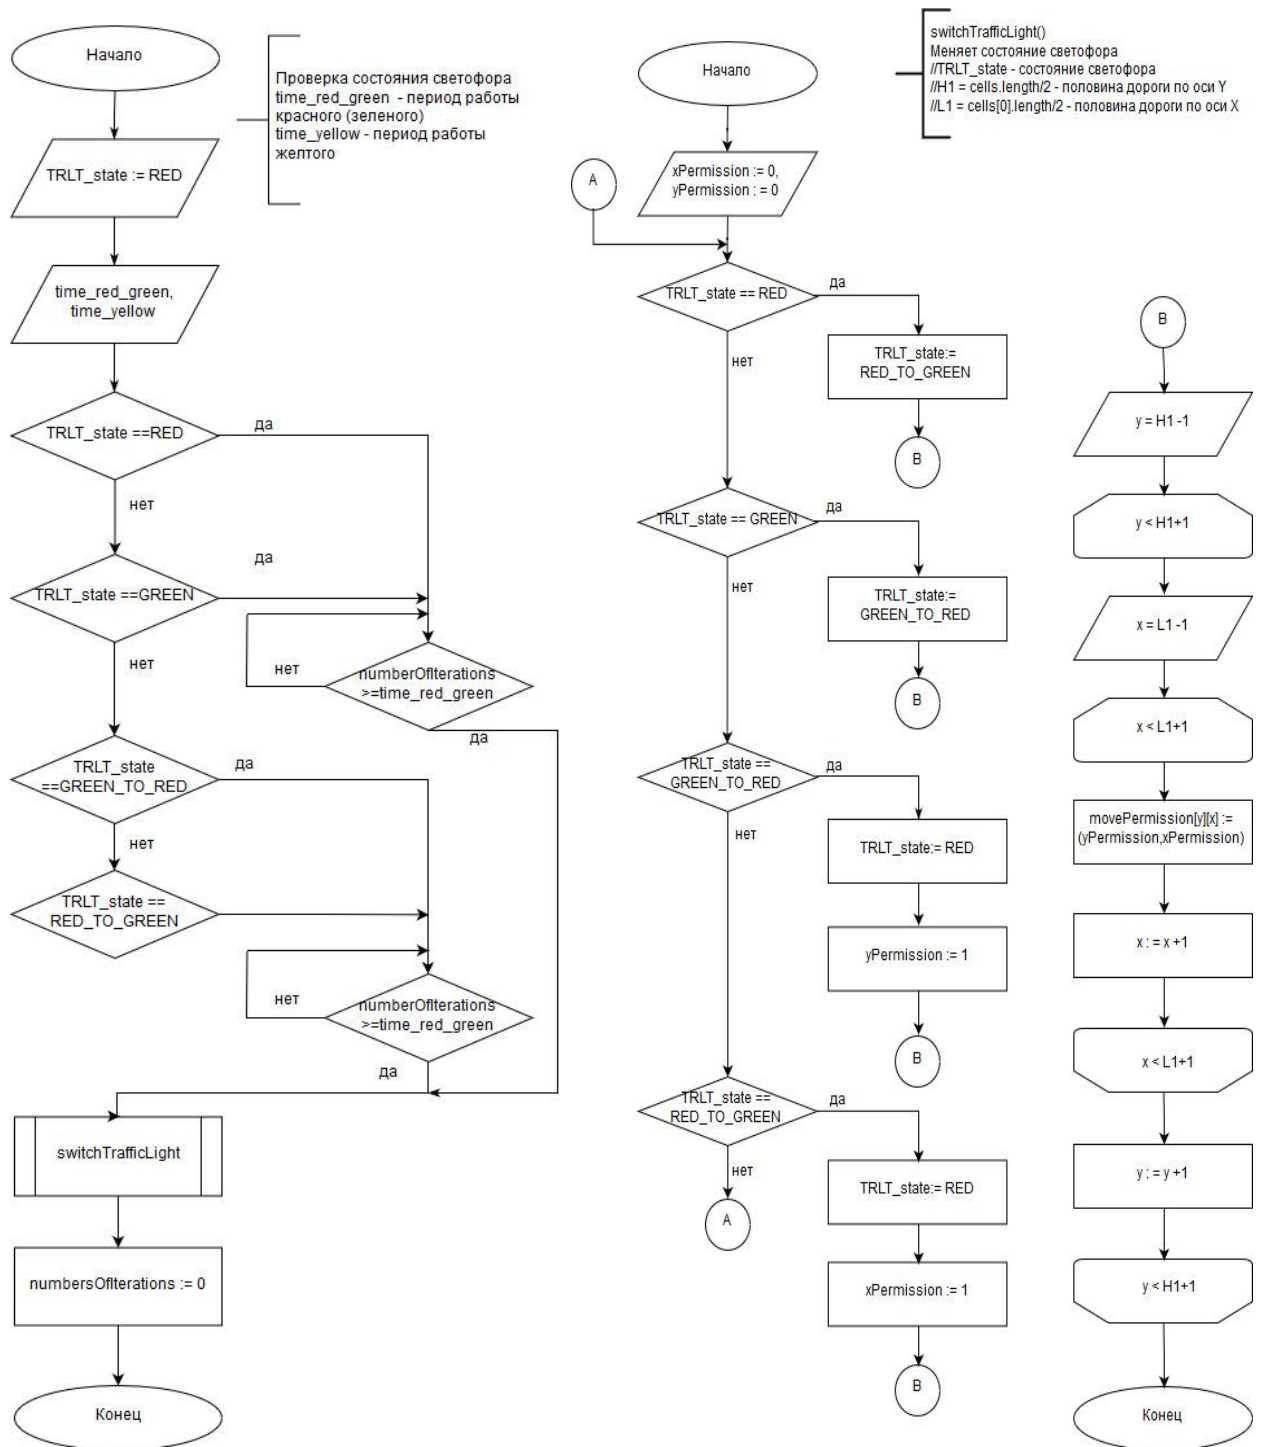 Начало
Проверка состояния светофора
time_red_green - период работы
красного (зеленого)
time_yellow - период работы
желтого
TRLT_state := RED
time_red_green,
time_yellow
TRLT_state ==RED
да
нет
TRLT_state ==GREEN
да
нет
numberOfIterations
>=time_red_green
нет
да
TRLT_state
==GREEN_TO_RED
да
нет
TRLT_state ==
RED_TO_GREEN
numberOfIterations
>=time_red_green
нет
да
switchTrafficLight
numbersOfIterations := 0
Конец
switchTrafficLight()
Меняет состояние светофора
//TRLT_state - состояние светофора
//H1 = cells.length/2 - половина дороги по оси Y
//L1 = cells[0].length/2 - половина дороги по оси X
Начало
xPermission := 0,
yPermission : = 0
A
TRLT_state == RED
да
нет
TRLT_state:=
RED_TO_GREEN
B
TRLT_state == GREEN
да
нет
TRLT_state:=
GREEN_TO_RED
B
TRLT_state ==
GREEN_TO_RED
да
нет
TRLT_state:= RED
yPermission := 1
B
TRLT_state ==
RED_TO_GREEN
да
нет
A
TRLT_state:= RED
xPermission := 1
B
B
y = H1 -1
y < H1+1
x = L1 -1
x < L1+1
movePermission[y][x] :=
(yPermission,xPermission)
x : = x +1
x < L1+1
y : = y +1
y < H1+1
Конец